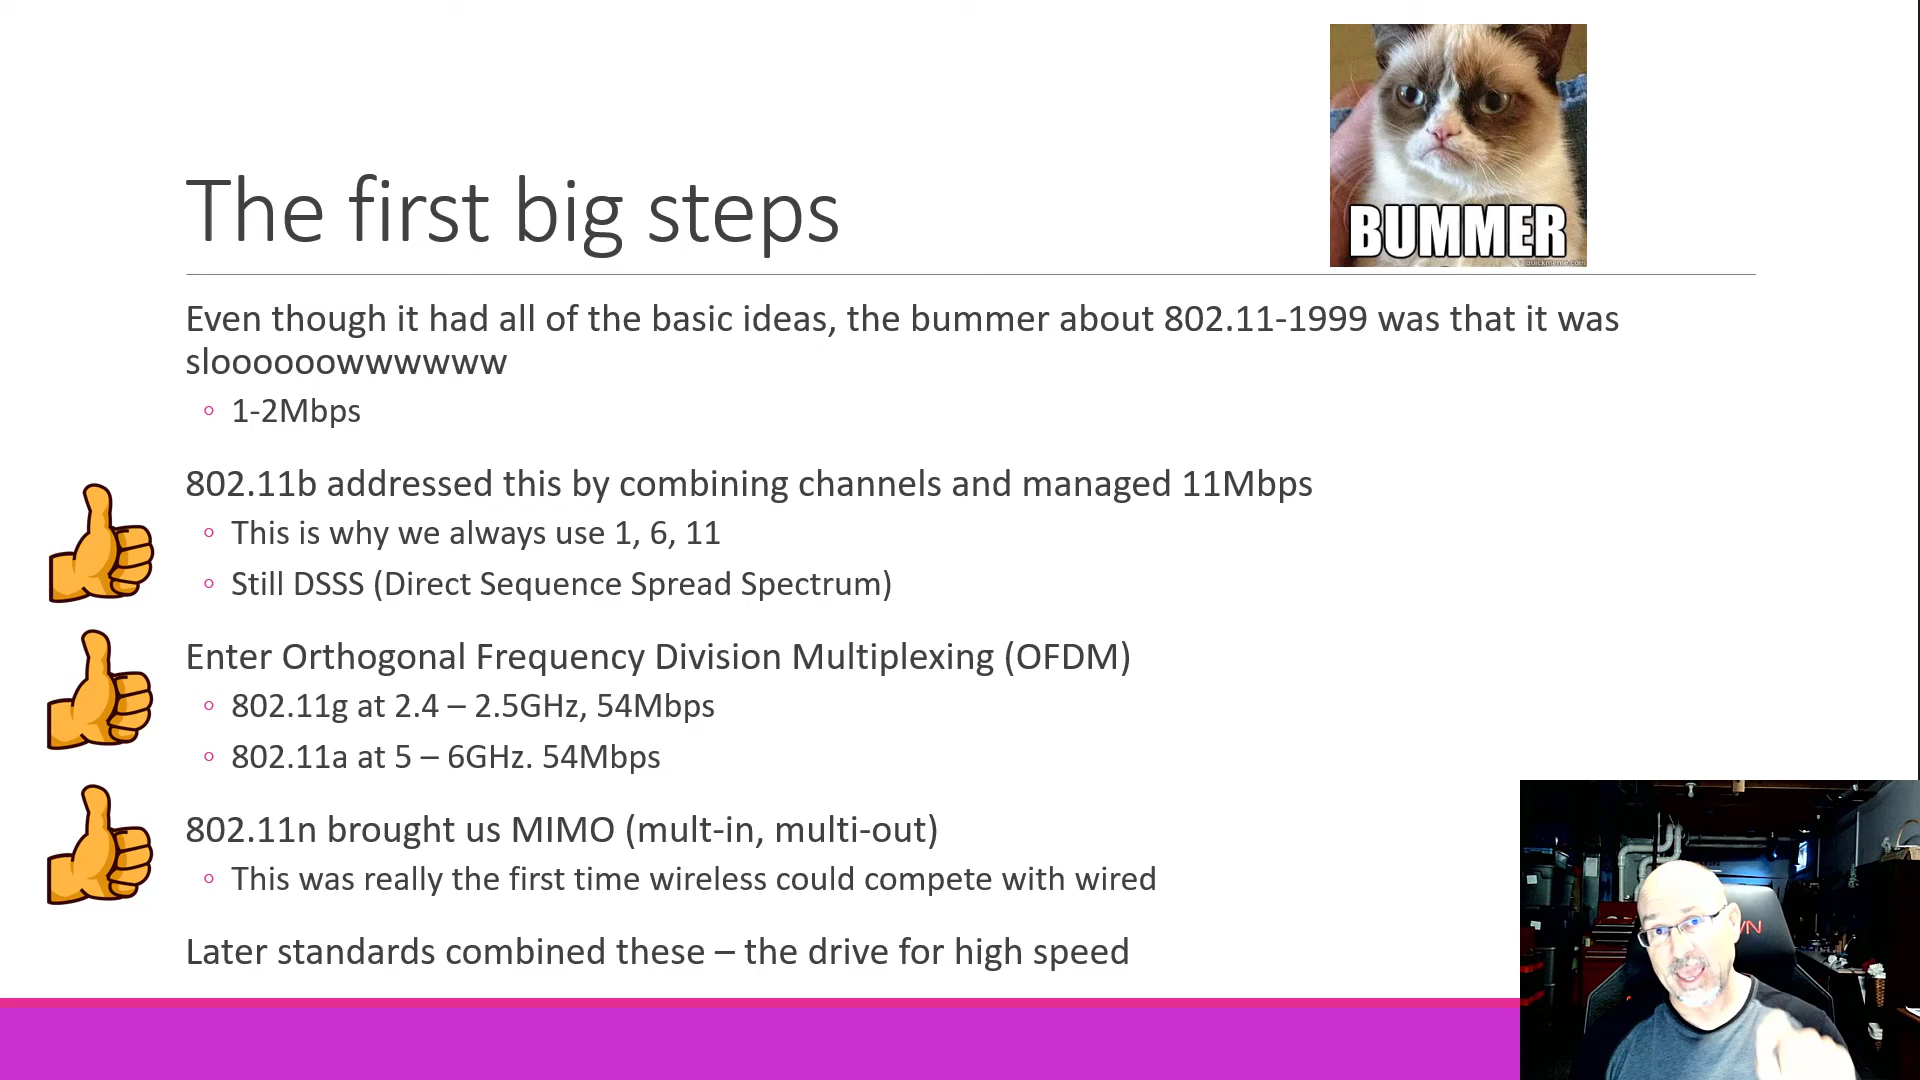 BUMMER
The first big steps
Even though it had all of the basic ideas, the bummer about 802.11-1999 was that it was
sloooooowwwwww
◦ 1-2Mbps
802.11b addressed this by combining channels and managed 11Mbps
◦ This is why we always use 1, 6, 11
◦ Still DSSS (Direct Sequence Spread Spectrum)
Enter Orthogonal Frequency Division Multiplexing (OFDM)
◦ 802.11g at 2.4 – 2.5GHz, 54Mbps
◦ 802.11a at 5 – 6GHz. 54Mbps
802.11n brought us MIMO (mult-in, multi-out)
◦ This was really the first time wireless could compete with wired
Later standards combined these – the drive for high speed